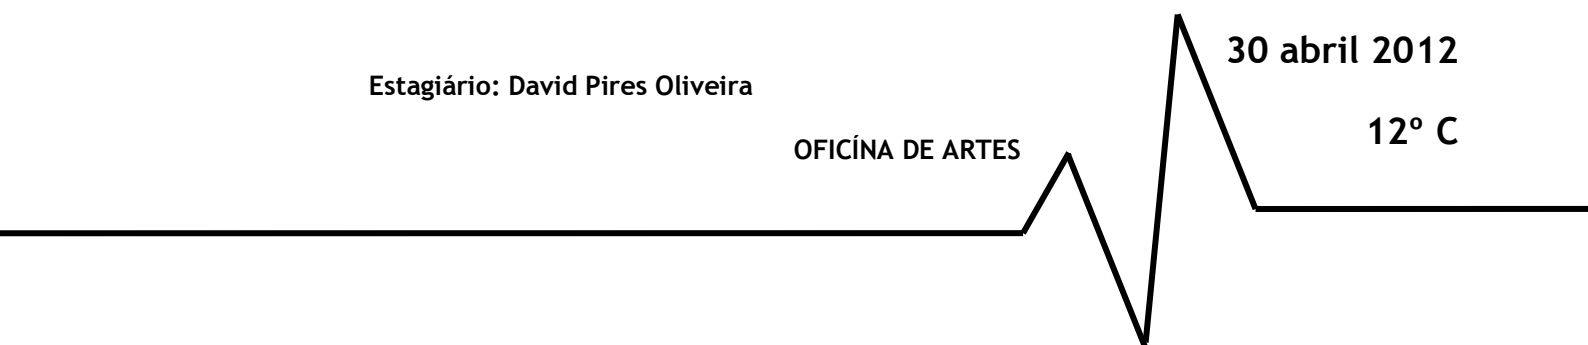 30 abril 2012
Estagiário: David Pires Oliveira
12º C
OFICÍNA DE ARTES